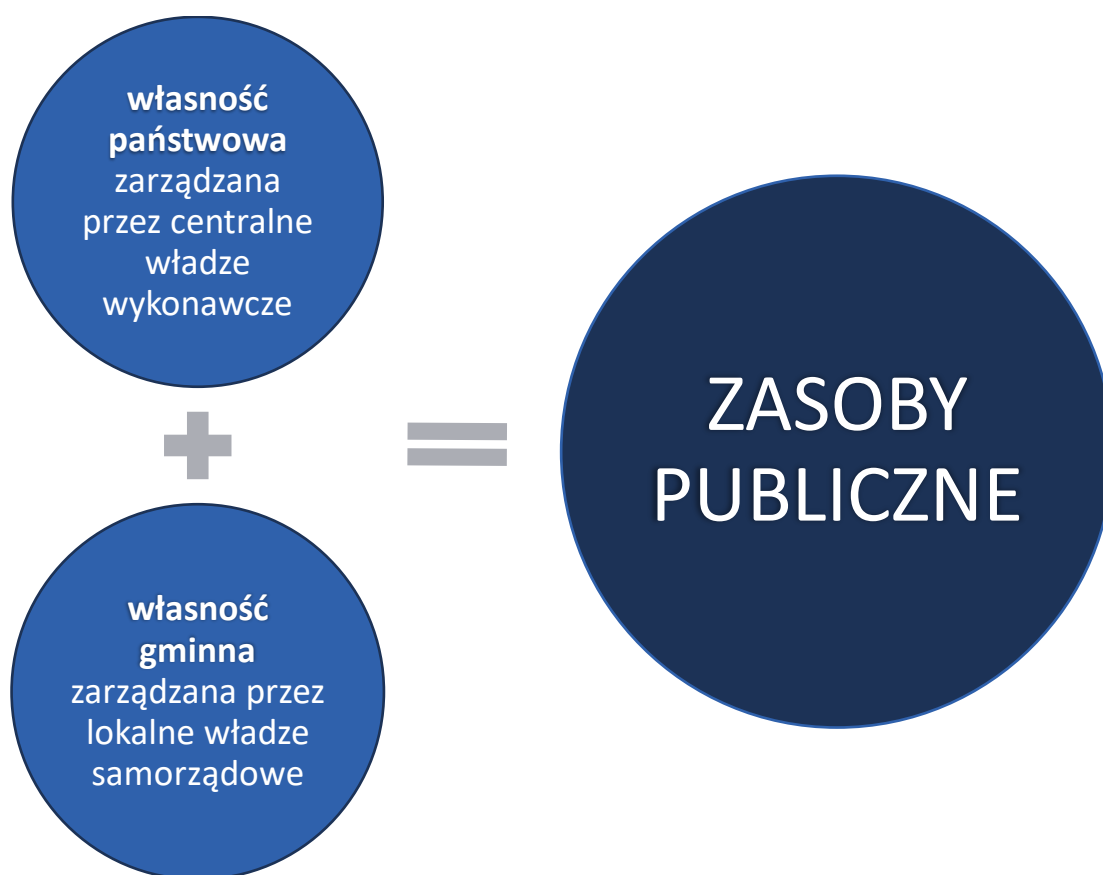 własność
państwowa
zarządzana
przez centralne
władze
wykonawcze
własność
gminna
zarządzana przez
lokalne władze
samorządowe
ZASOBY
PUBLICZNE